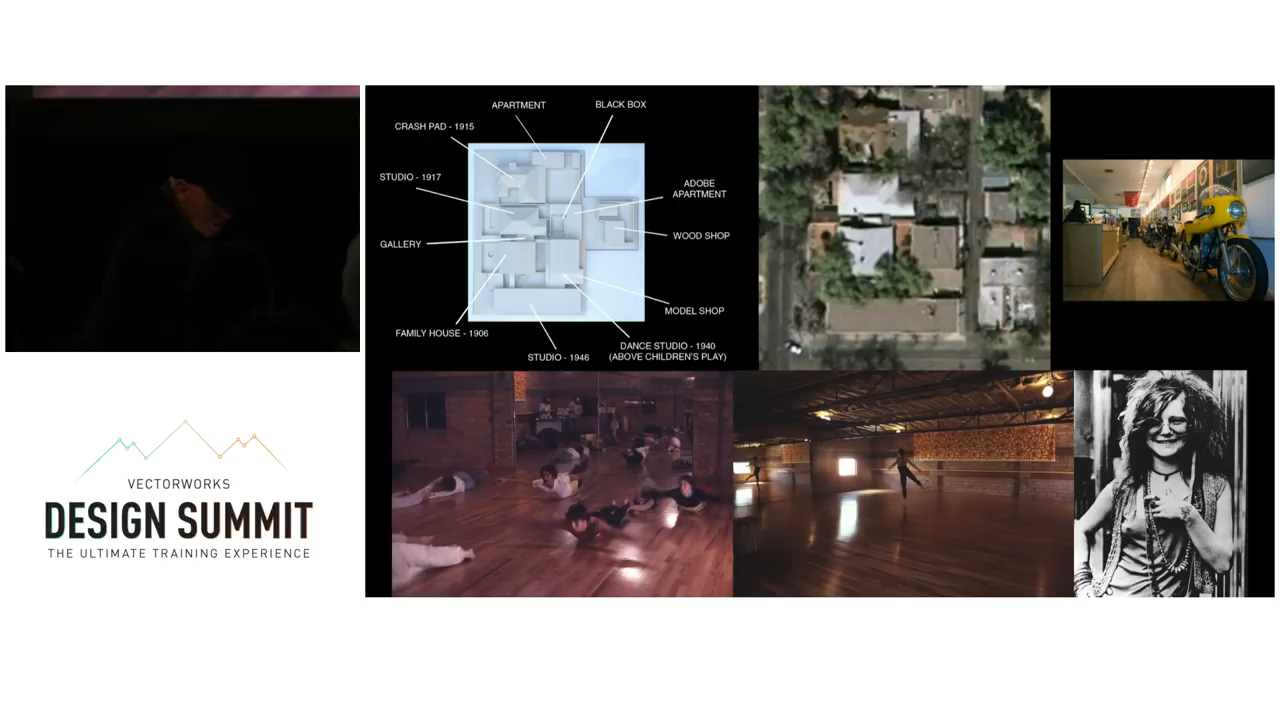 APARTMENT
BLACK BOX
CRASH PAD - 1915
STUDIO - 1917
ADOBE
APARTMENT
GALLERY
WOOD SHOP
MODEL SHOP
FAMILY HOUSE - 1906
STUDIO - 1946
DANCE STUDIO - 1940
(ABOVE CHILDREN'S PLAY)
VECTORWORKS
DESIGN SUMMIT
THE ULTIMATE TRAINING EXPERIENCE